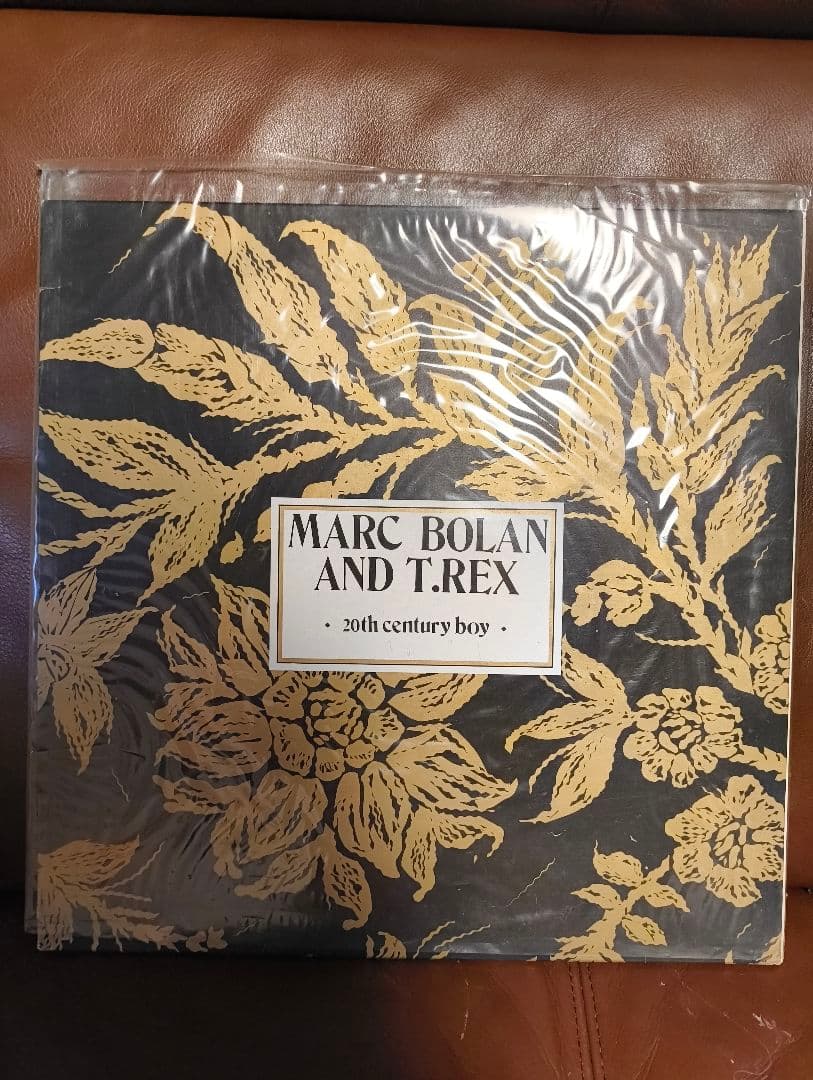 MARC BOLAN
AND T.REX
• 20th century boy •